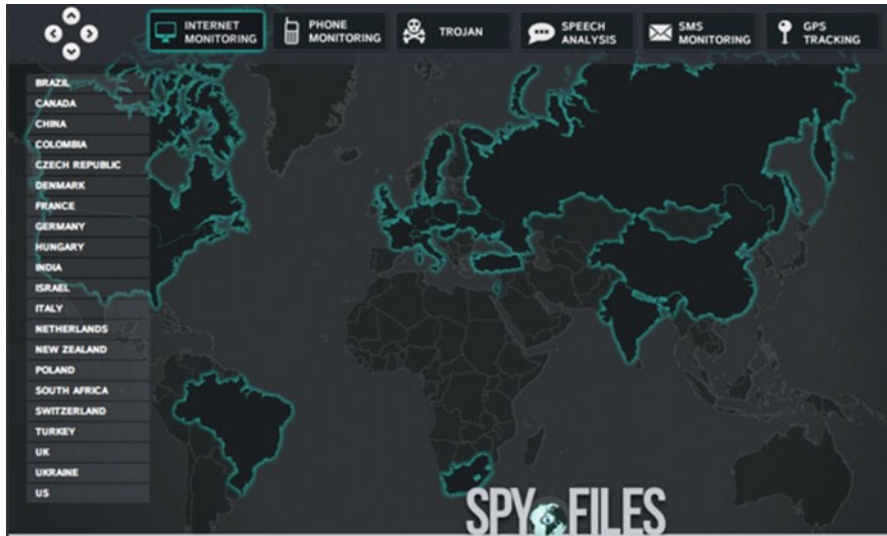 INTERNET
MONITORING
PHONE
MONITORING
TROJAN
SPEECH
ANALYSIS
SMS
MONITORING
GPS
TRACKING
BRAZIL
CANADA
CHINA
COLOMBIA
CZECH REPUBLIC
DENMARK
FRANCE
GERMANY
HUNGARY
INDIA
ISRAEL
ITALY
NETHERLANDS
NEW ZEALAND
POLAND
SOUTH AFRICA
SWITZERLAND
TURKEY
UK
UKRAINE
US
SPY FILES